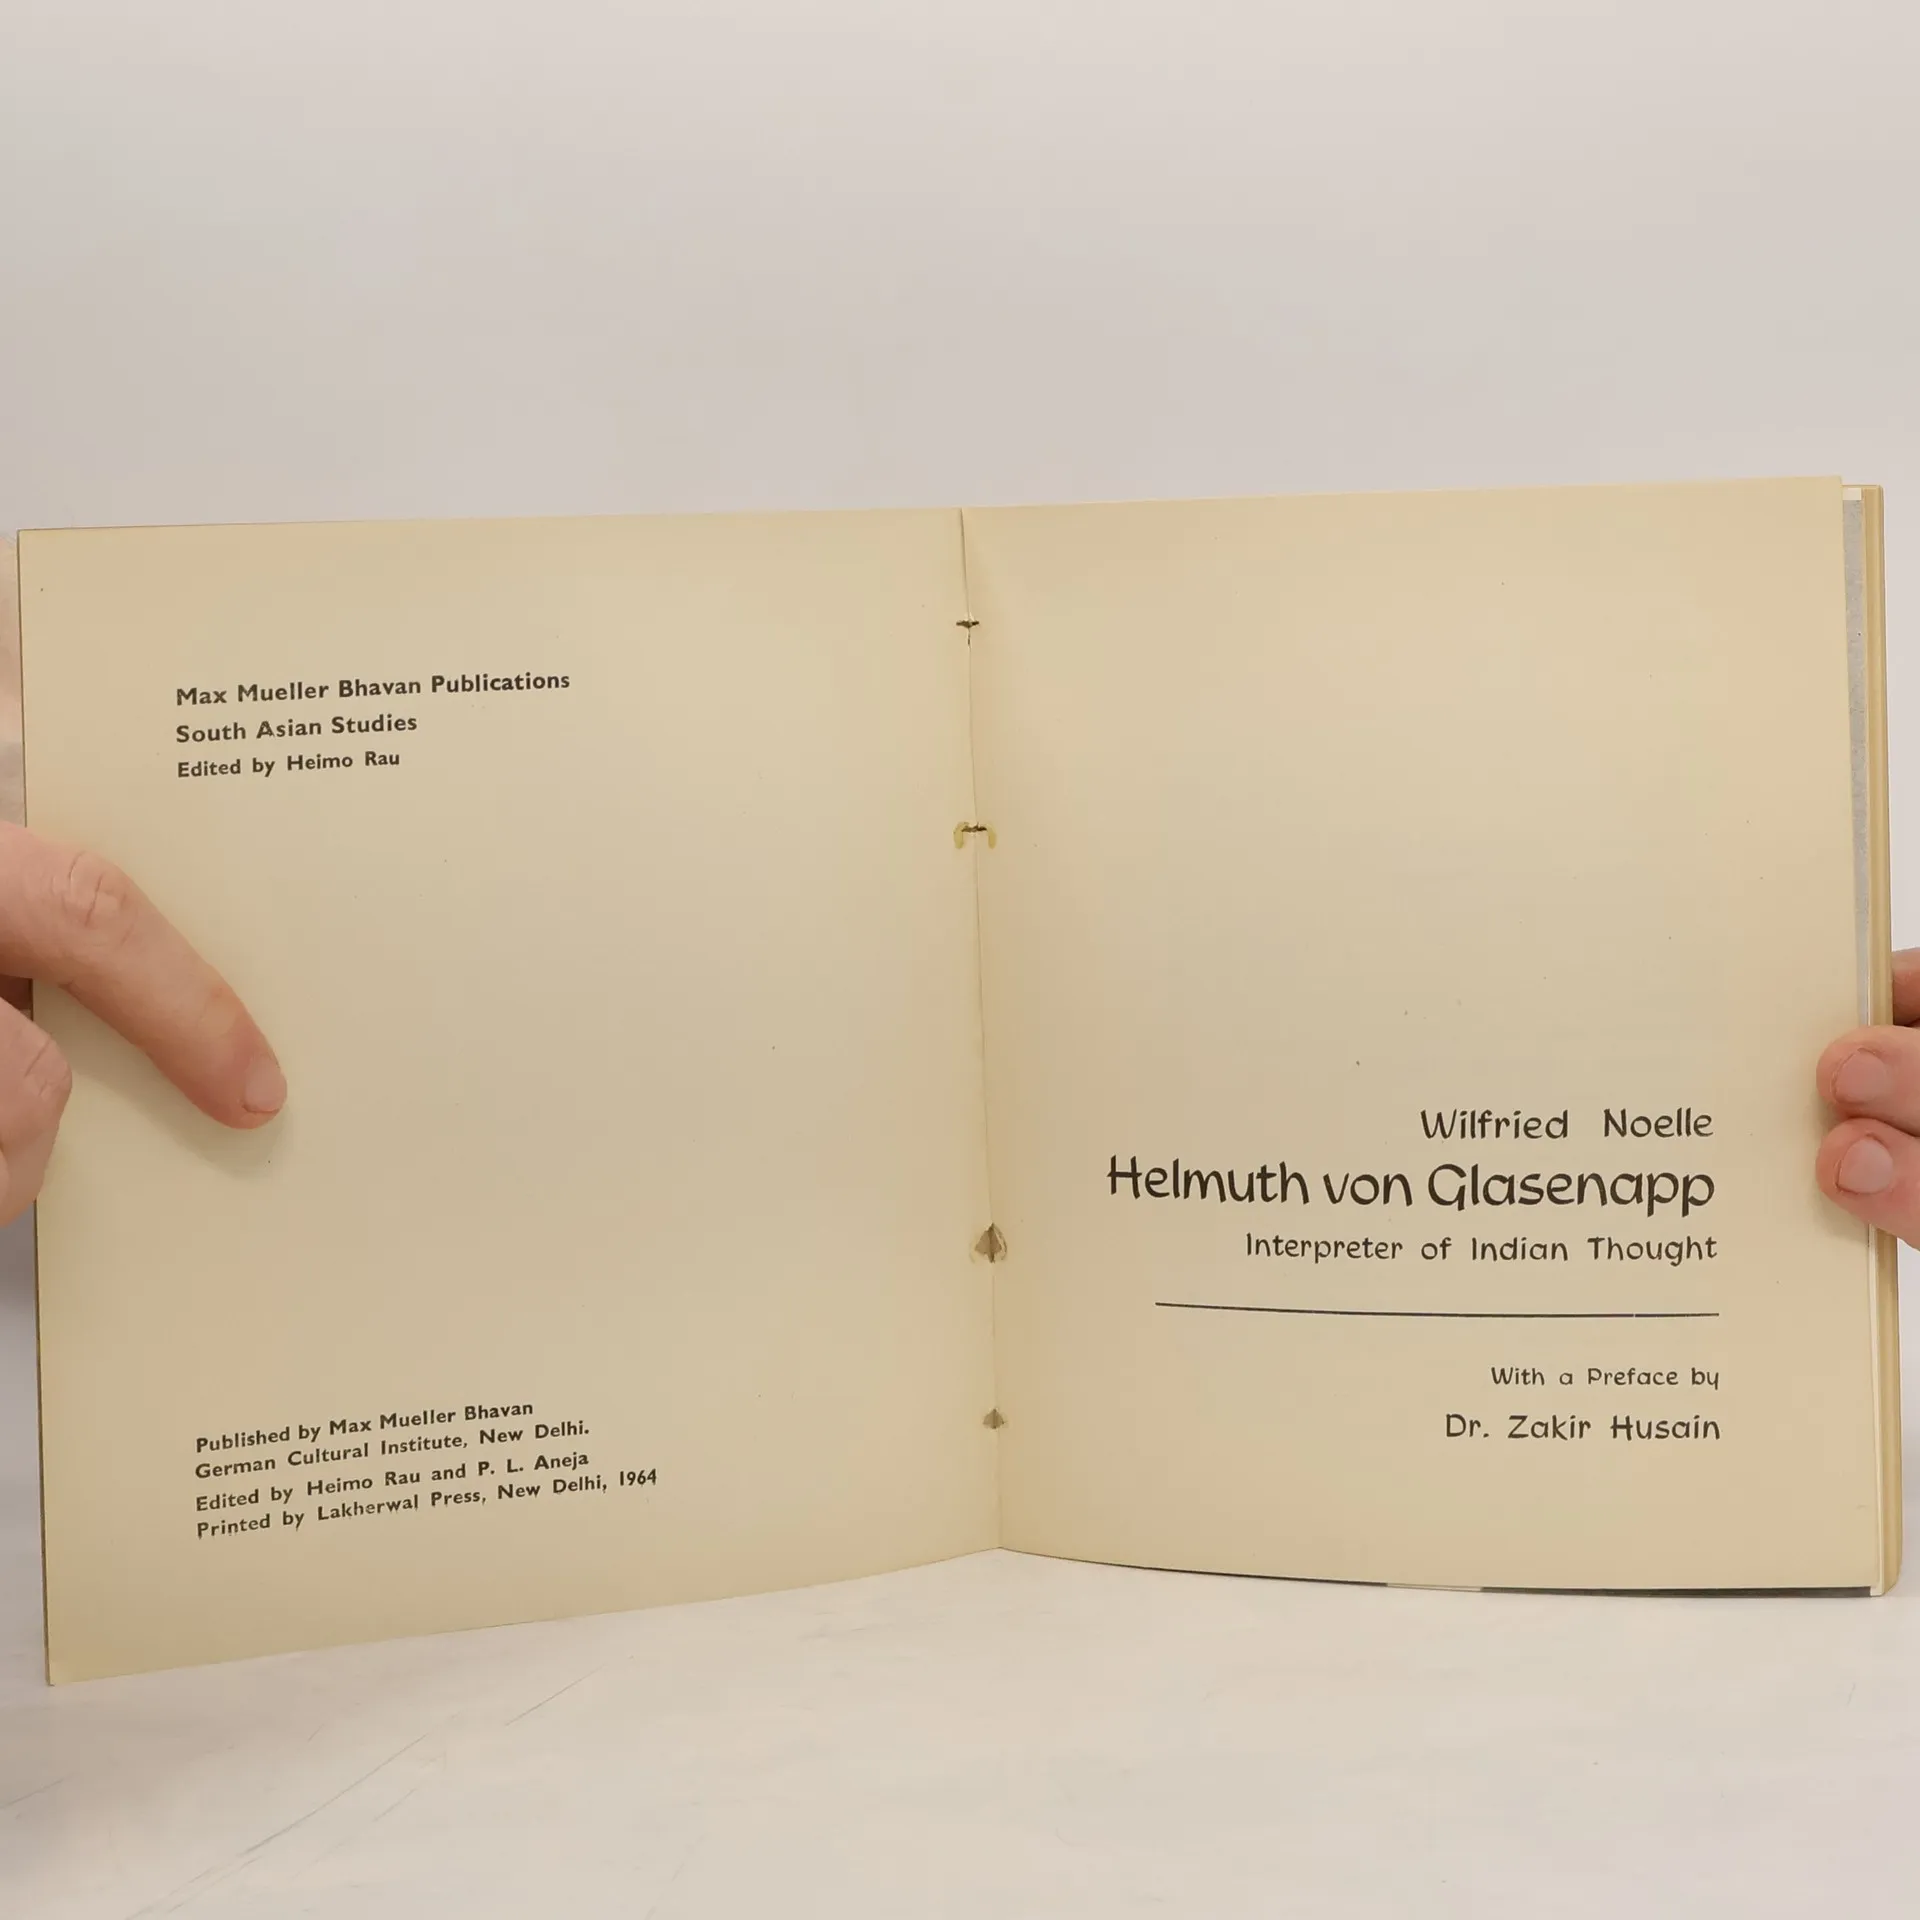 Max Mueller Bhavan Publications
South Asian Studies
Edited by Heimo Rau
Published by Max Mueller Bhavan
German Cultural Institute, New Delhi.
Edited by Heimo Rau and P. L. Aneja
Printed by Lakherwal Press, New Delhi, 1964
Wilfried Noelle
Helmuth von Glasenapp
Interpreter of Indian Thought
With a Preface by
Dr. Zakir Husain